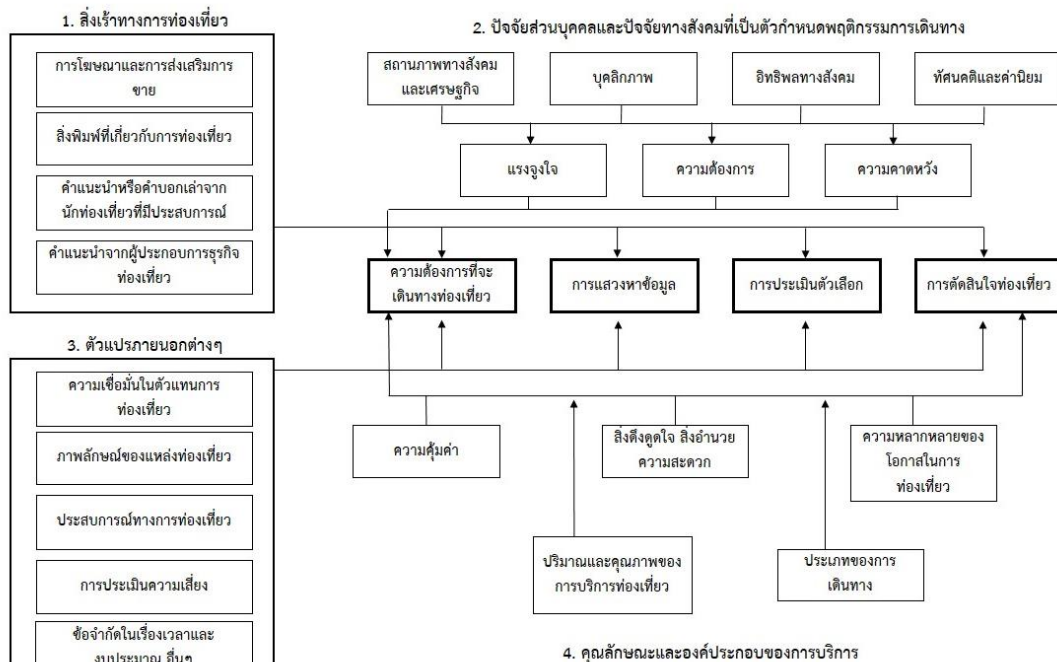 1. สิ่งเร้าทางการท่องเที่ยว
การโฆษณาและการส่งเสริมการ
ขาย
สิ่งพิมพ์ที่เกี่ยวกับการท่องเที่ยว
คำแนะนำหรือคำบอกเล่าจาก
นักท่องเที่ยวที่มีประสบการณ์
คำแนะนำจากผู้ประกอบการธุรกิจ
ท่องเที่ยว
2. ปัจจัยส่วนบุคคลและปัจจัยทางสังคมที่เป็นตัวกำหนดพฤติกรรมการเดินทาง
สถานภาพทางสังคม
และเศรษฐกิจ
บุคลิกภาพ
อิทธิพลทางสังคม
ทัศนคติและค่านิยม
แรงจูงใจ
ความต้องการ
ความคาดหวัง
ความต้องการที่จะ
เดินทางท่องเที่ยว
การแสวงหาข้อมูล
การประเมินตัวเลือก
การตัดสินใจท่องเที่ยว
3. ตัวแปรภายนอกต่างๆ
ความเชื่อมั่นในตัวแทนการ
ท่องเที่ยว
ภาพลักษณ์ของแหล่งท่องเที่ยว
ประสบการณ์ทางการท่องเที่ยว
การประเมินความเสี่ยง
ข้อจำกัดในเรื่องเวลาและ
งบประมาณ อื่นๆ
ความคุ้มค่า
สิ่งดึงดูดใจ สิ่งอำนวย
ความสะดวก
ความหลากหลายของ
โอกาสในการ
ท่องเที่ยว
ปริมาณและคุณภาพของ
การบริการท่องเที่ยว
ประเภทของการ
เดินทาง
4. คุณลักษณะและองค์ประกอบของการบริการ